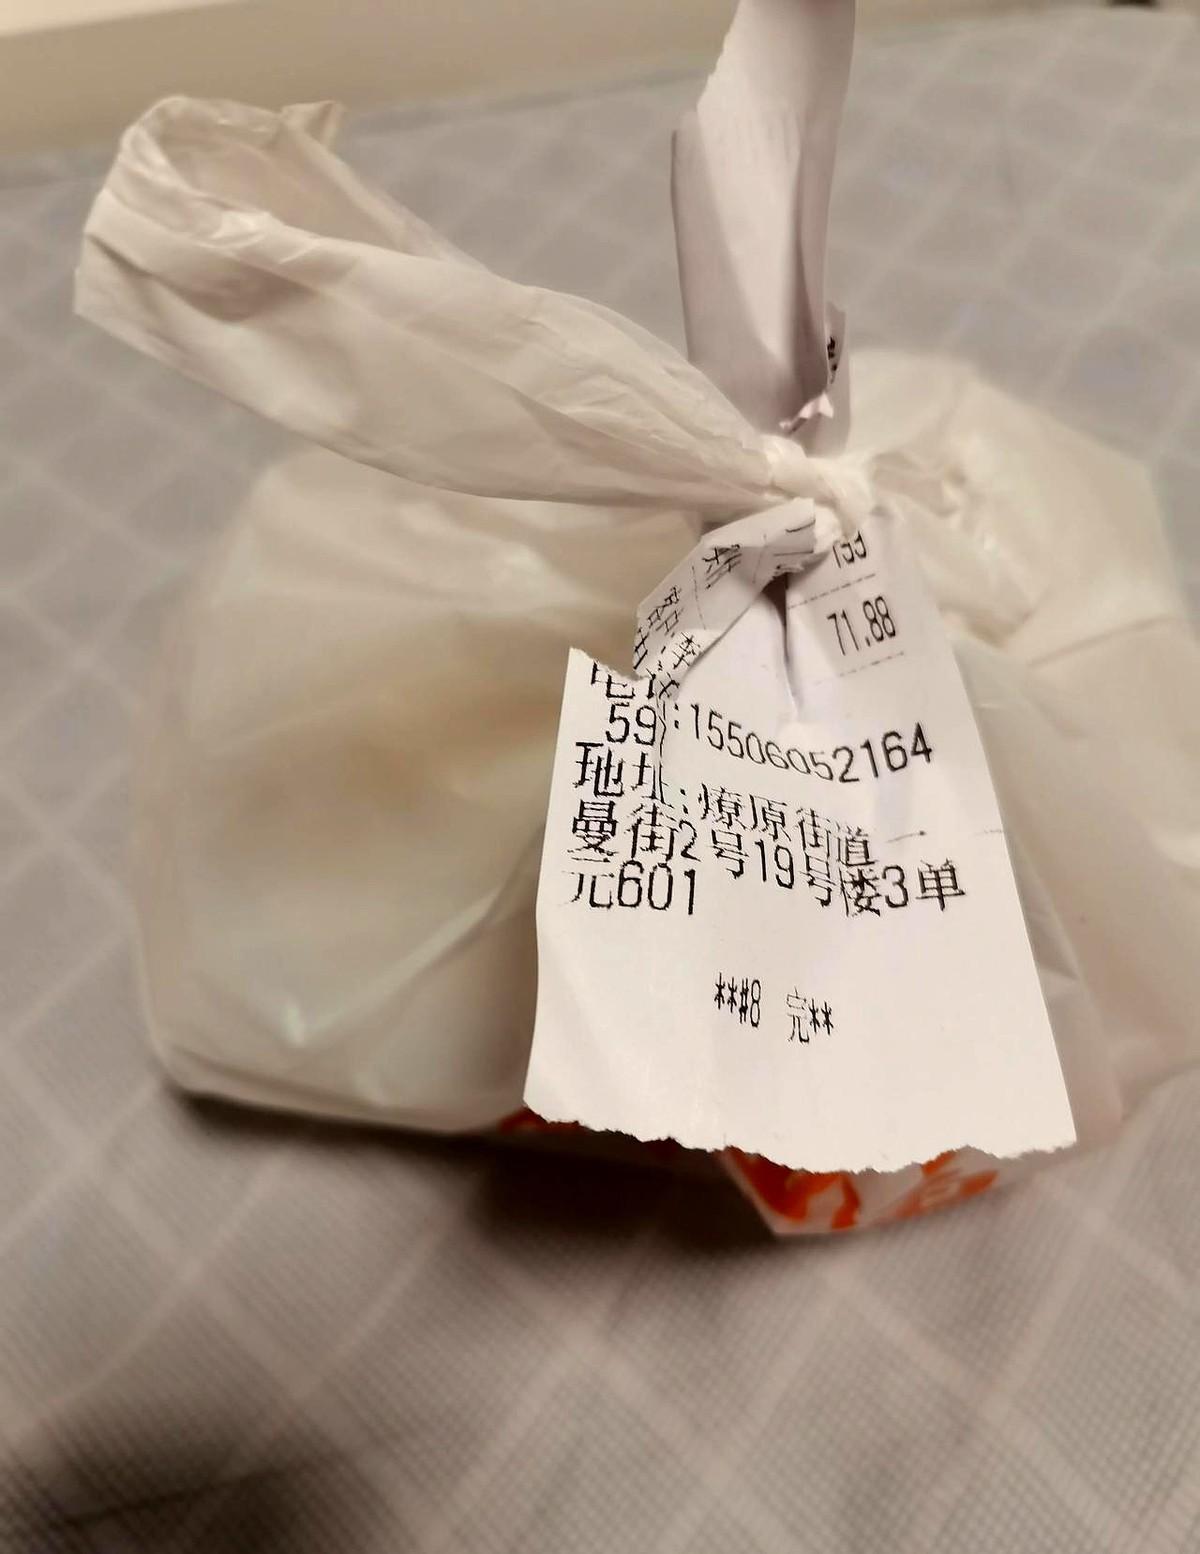 71.88
:15506052164
59
地址:燎原街道一
曼街2号19号楼3单
元601
**#8 完**